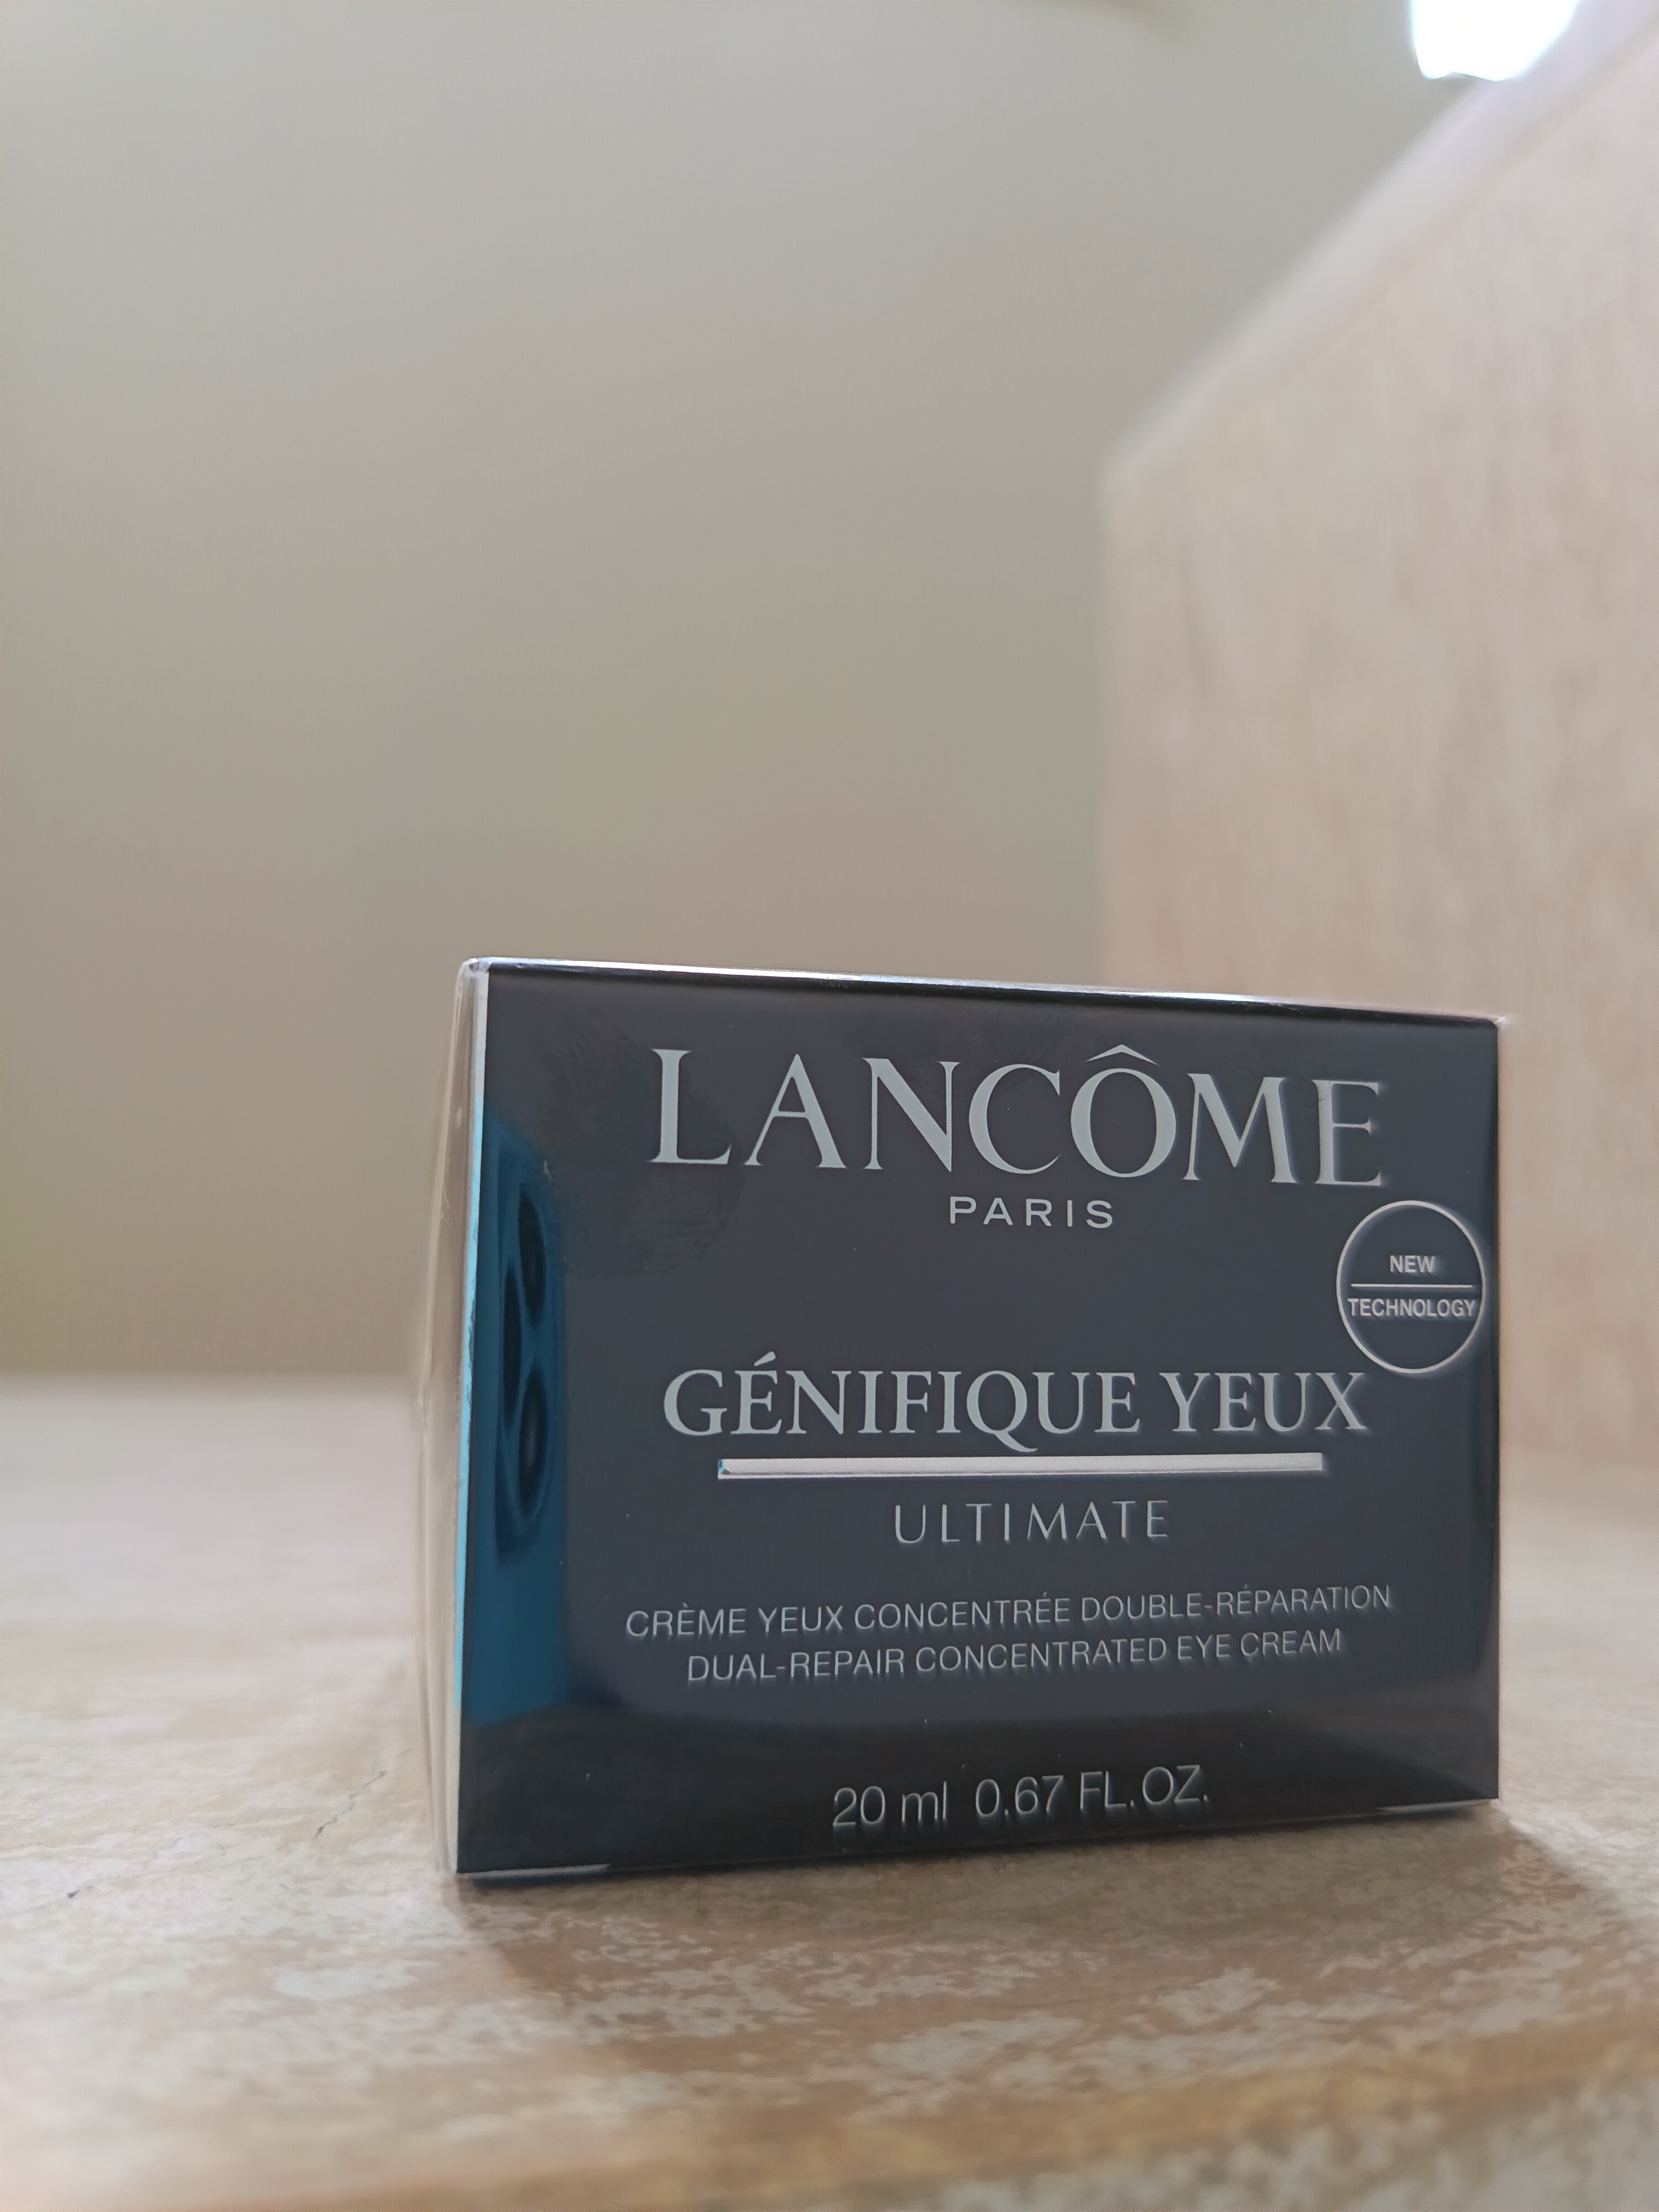 LANCÔME
PARIS
NEW
TECHNOLOGY
GÉNIFIQUE YEUX
ULTIMATE
CRÈME YEUX CONCENTRÉE DOUBLE-RÉPARATION
DUAL-REPAIR CONCENTRATED EYE CREAM
20 ml 0.67 FL.OZ.